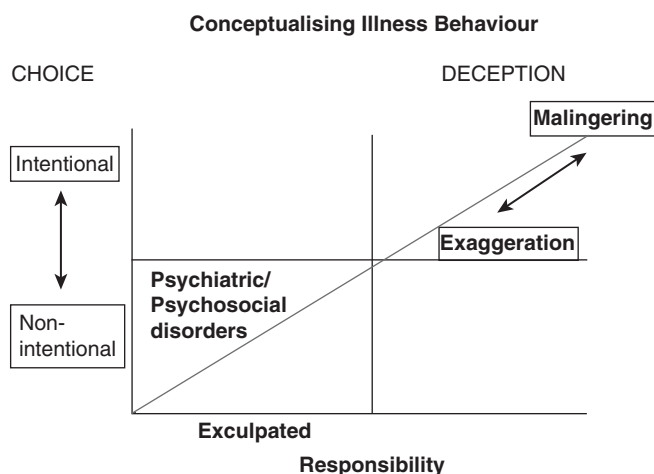 Conceptualising Illness Behaviour
CHOICE
DECEPTION
Malingering
Intentional
Exaggeration
Psychiatric/
Psychosocial
disorders
Non-
intentional
Exculpated
Responsibility